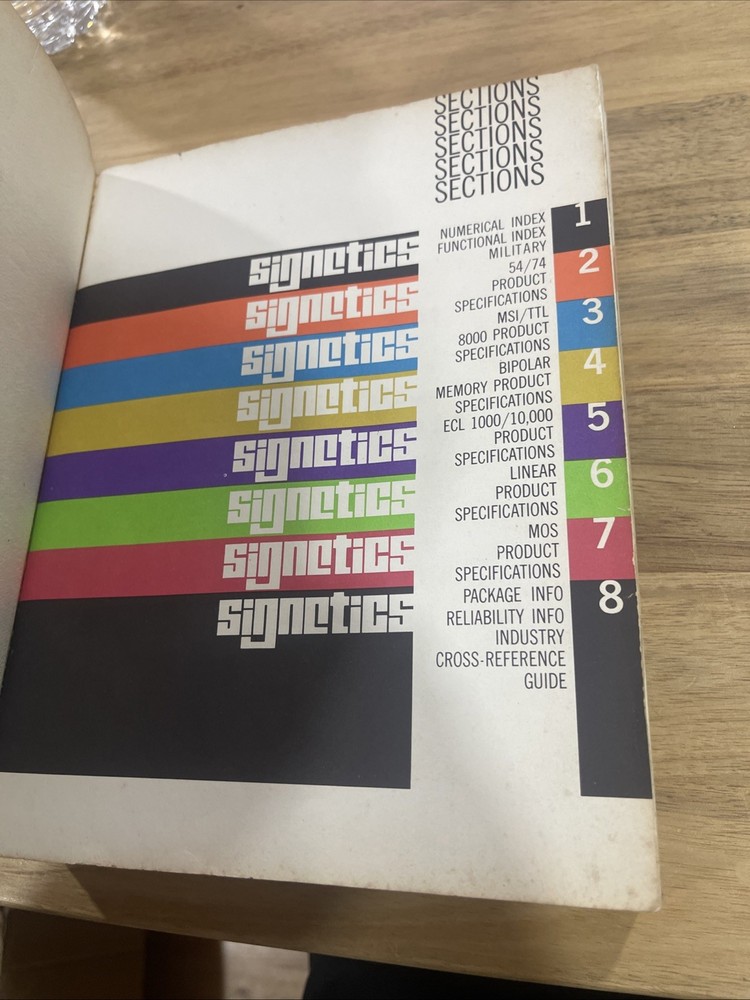 SECTIONS
SECTIONS
SECTIONS
SECTIONS
SECTIONS
signetics
signetics
signetics
signetics
signetics
signetics
signetics
signetics
NUMERICAL INDEX
FUNCTIONAL INDEX
MILITARY
54/74
PRODUCT
SPECIFICATIONS
MSI/TTL
8000 PRODUCT
SPECIFICATIONS
BIPOLAR
MEMORY PRODUCT
SPECIFICATIONS
ECL 1000/10,000
PRODUCT
SPECIFICATIONS
LINEAR
PRODUCT
SPECIFICATIONS
MOS
PRODUCT
SPECIFICATIONS
PACKAGE INFO
RELIABILITY INFO
INDUSTRY
CROSS-REFERENCE
GUIDE
1
2
3
4
5
6
7
8